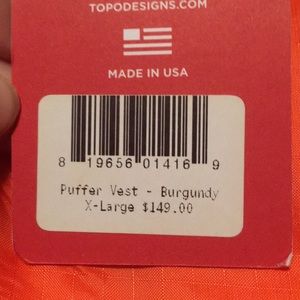 TOPODESIGNS.COM
MADE IN USA
8 19656 01416 9
Puffer Vest - Burgundy
X-Large $149.00